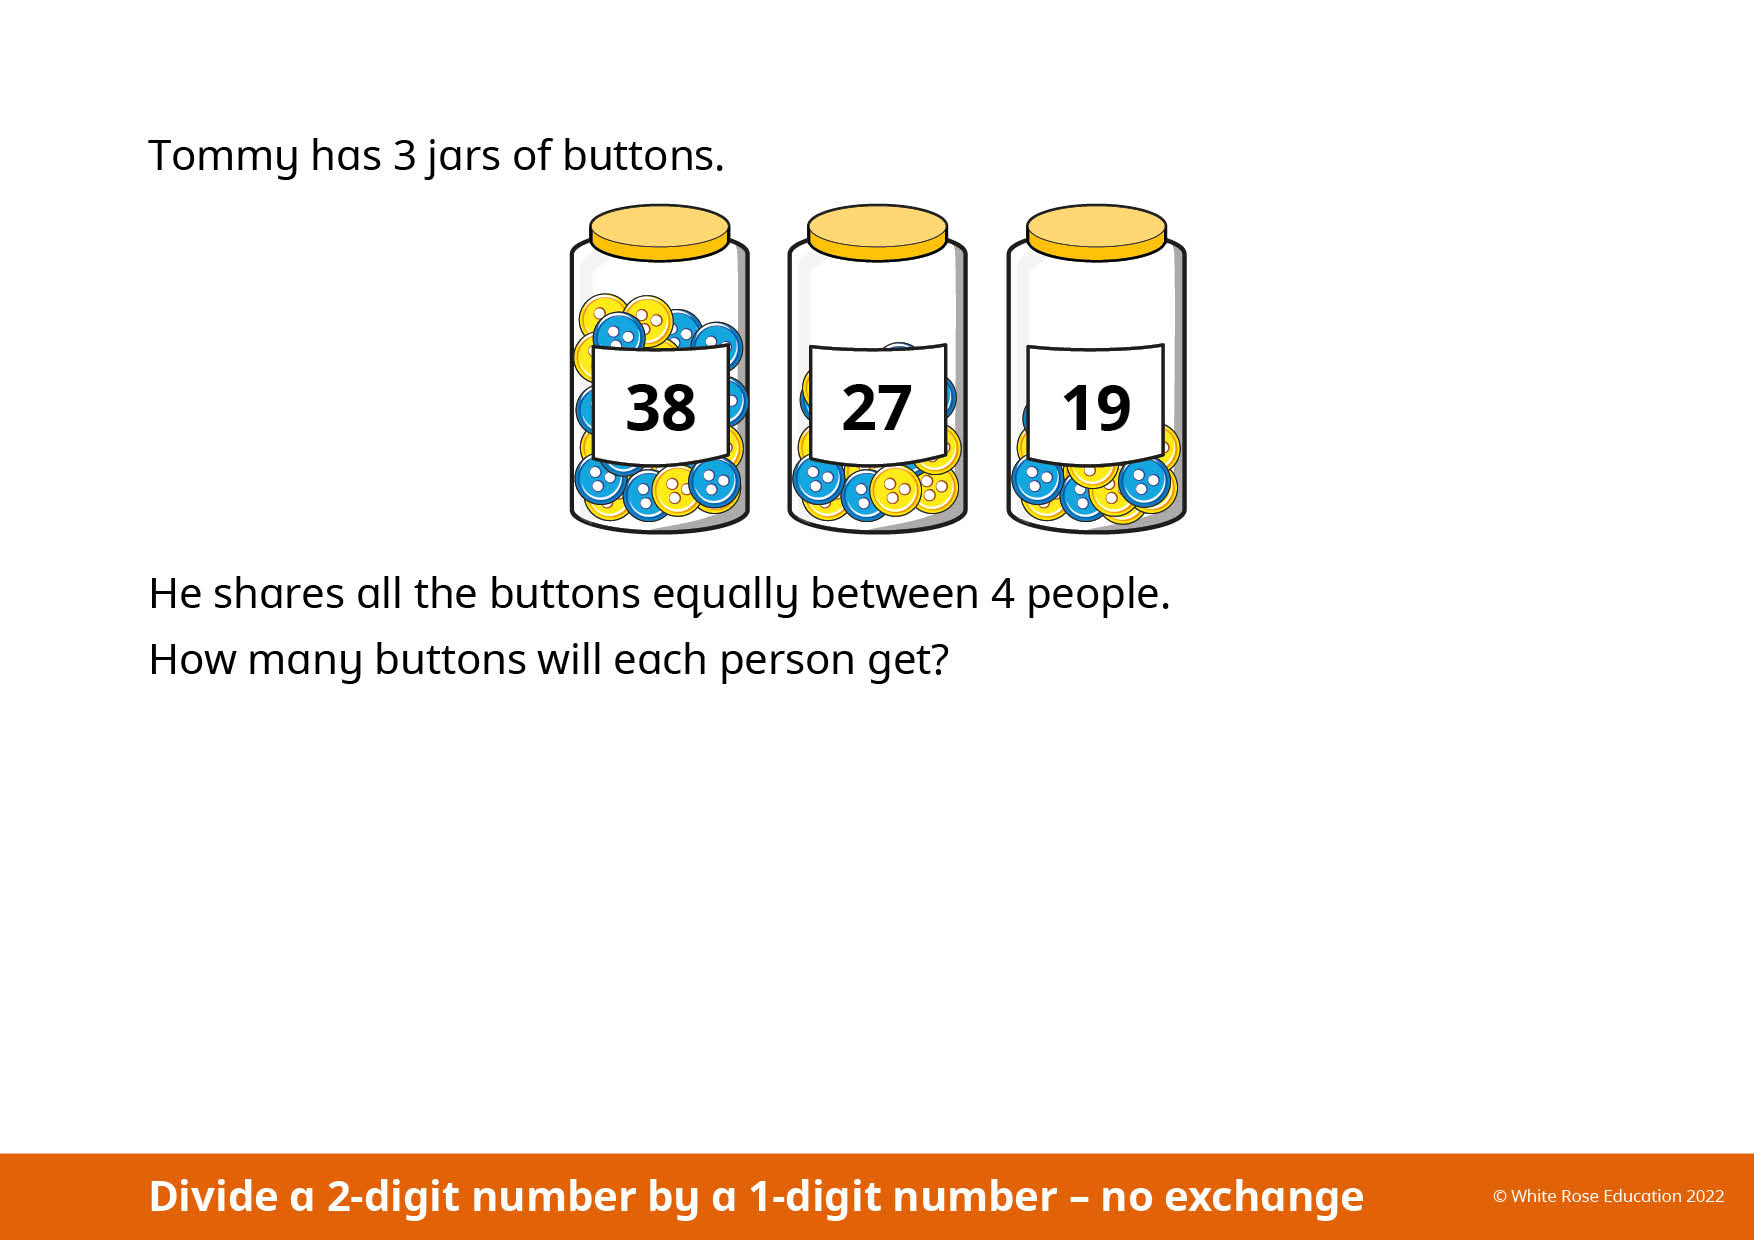 Tommy has 3 jars of buttons.
38 27 19
He shares all the buttons equally between 4 people.
How many buttons will each person get?
Divide a 2-digit number by a 1-digit number – no exchange
© White Rose Education 2022